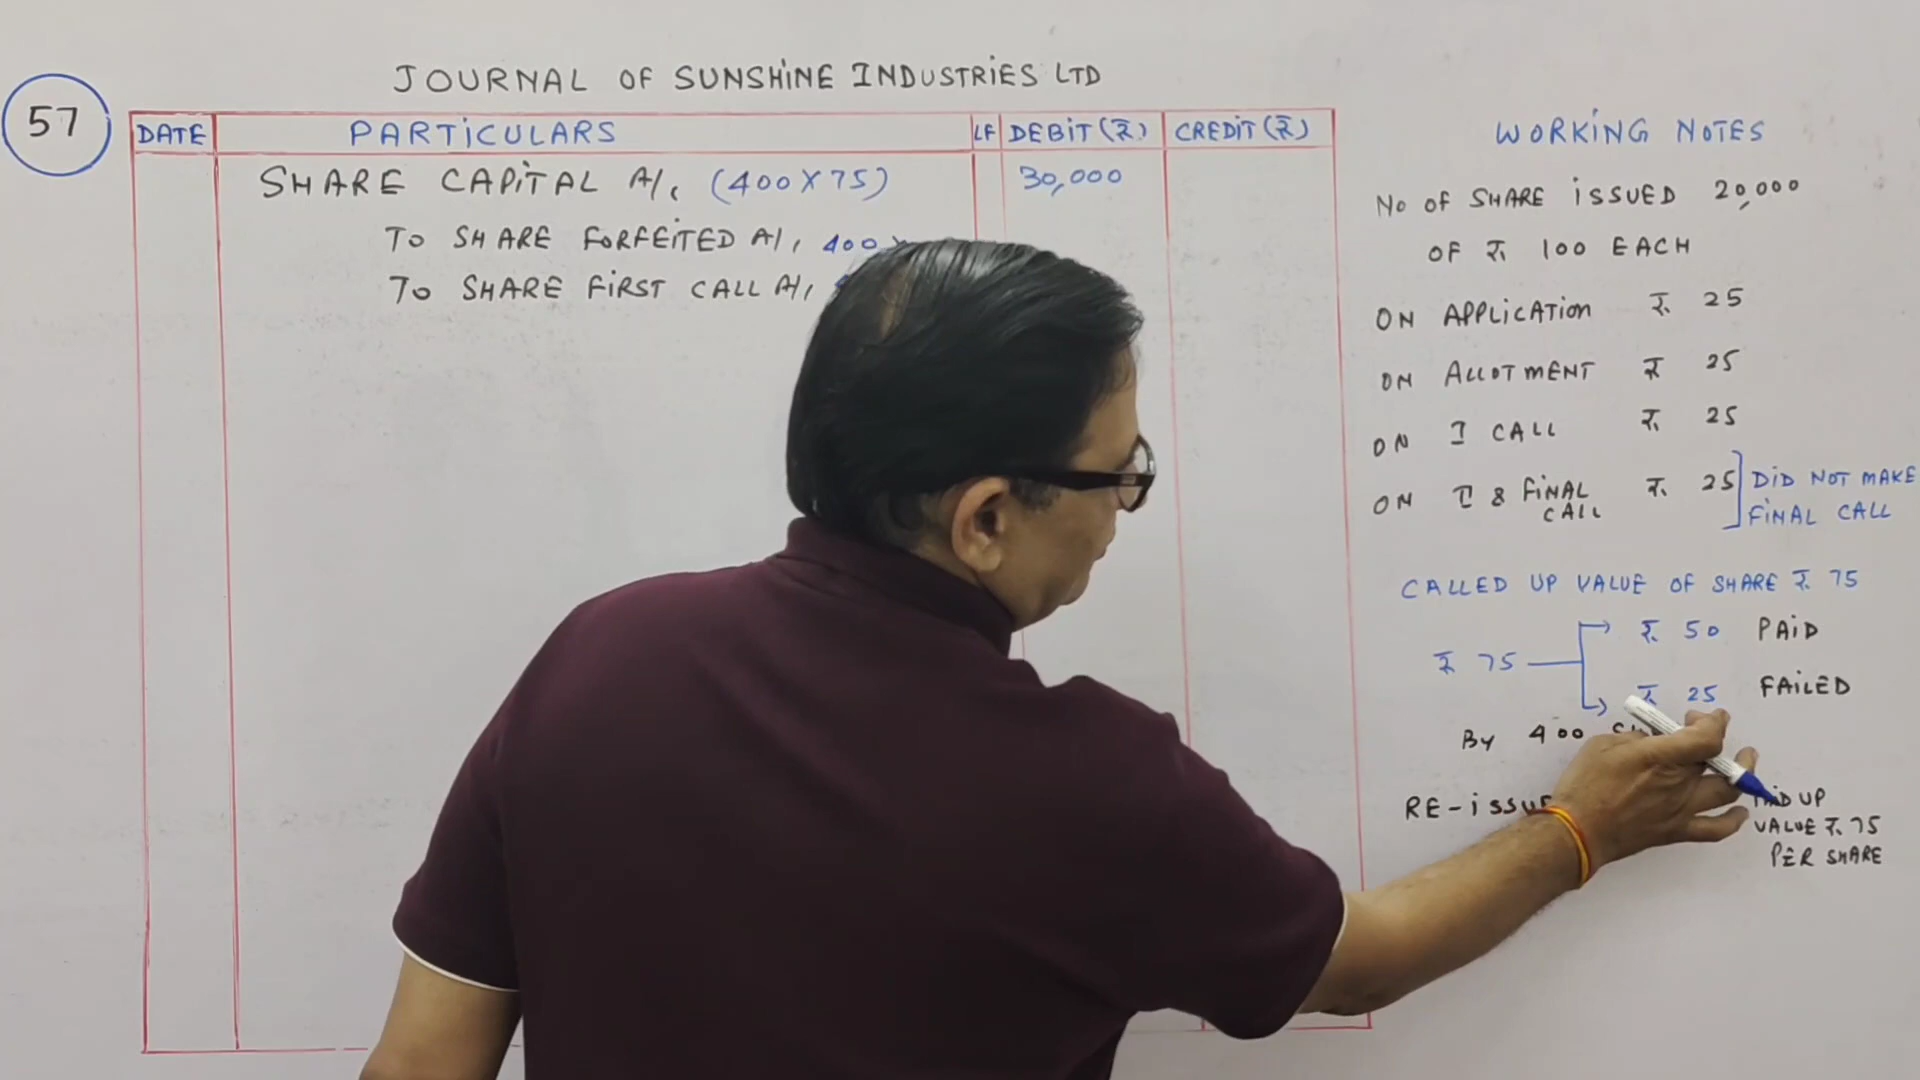 JOURNAL OF SUNSHINE INDUSTRIES LTD
57
DATE PARTICULARS LF DEBIT (₹) CREDIT (₹)
SHARE CAPITAL A/c (400 X 75) 30,000
TO SHARE FORFEITED A/c 400
TO SHARE FIRST CALL A/c
WORKING NOTES
No OF SHARE ISSUED 20,000
OF ₹. 100 EACH
ON APPLICATION ₹. 25
ON ALLOTMENT ₹ 25
ON I CALL ₹. 25
ON II & FINAL CALL ₹. 25
DID NOT MAKE
FINAL CALL
CALLED UP VALUE OF SHARE ₹. 75
₹ 75
₹. 50 PAID
₹ 25 FAILED
By 400
RE-ISSUE
PAID UP
VALUE ₹. 75
PER SHARE